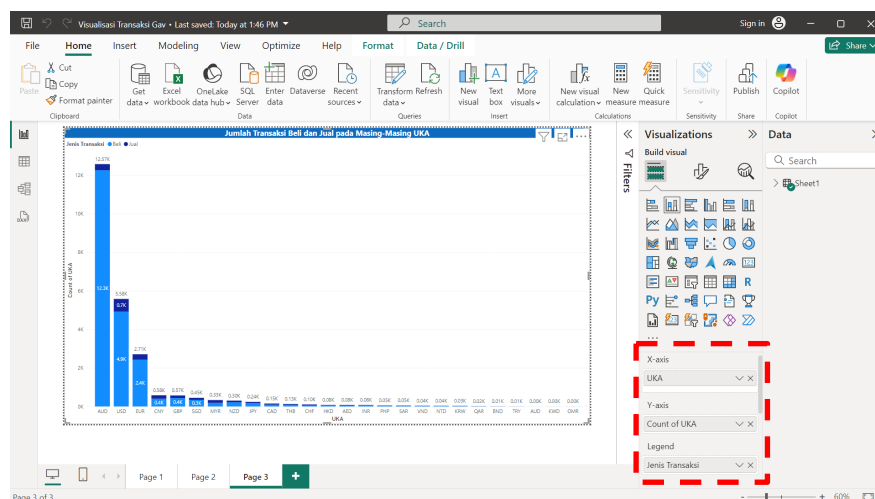 Visualisasi Transaksi Gav • Last saved: Today at 1:46 PM
Search
Sign in
File Home Insert Modeling View Optimize Help Format Data / Drill
Share
Paste
Cut
Copy
Format painter
Get data
Excel workbook
OneLake data hub
SQL Server
Enter data
Dataverse
Recent sources
Transform data
Refresh
New visual
Text box
More visuals
New visual calculation
New measure
Quick measure
Sensitivity
Publish
Copilot
Clipboard
Data
Queries
Insert
Calculations
Sensitivity
Share
Copilot
Jumlah Transaksi Beli dan Jual pada Masing-Masing UKA
Jenis Transaksi Beli Jual
Count of UKA
12K
10K
8K
6K
4K
2K
0K
12.57K
12.3K
5.58K
0.7K
4.9K
2.71K
2.4K
0.58K 0.57K 0.45K 0.33K 0.30K 0.24K 0.15K 0.13K 0.10K 0.08K 0.08K 0.08K 0.05K 0.05K 0.04K 0.04K 0.03K 0.02K 0.01K 0.01K 0.00K 0.00K 0.00K
0.4K 0.4K 0.3K
AUD USD EUR CNY GBP SGD MYR NZD JPY CAD THB CHF HKD AED INR PHP SAR VND NTD KRW QAR BND TRY AUD KWD OMR
UKA
Filters
Visualizations
Build visual
123
R
Py
...
X-axis
UKA
Y-axis
Count of UKA
Legend
Jenis Transaksi
Data
Search
Sheet1
Page 1
Page 2
Page 3
+
Page 3 of 3
- + 60%